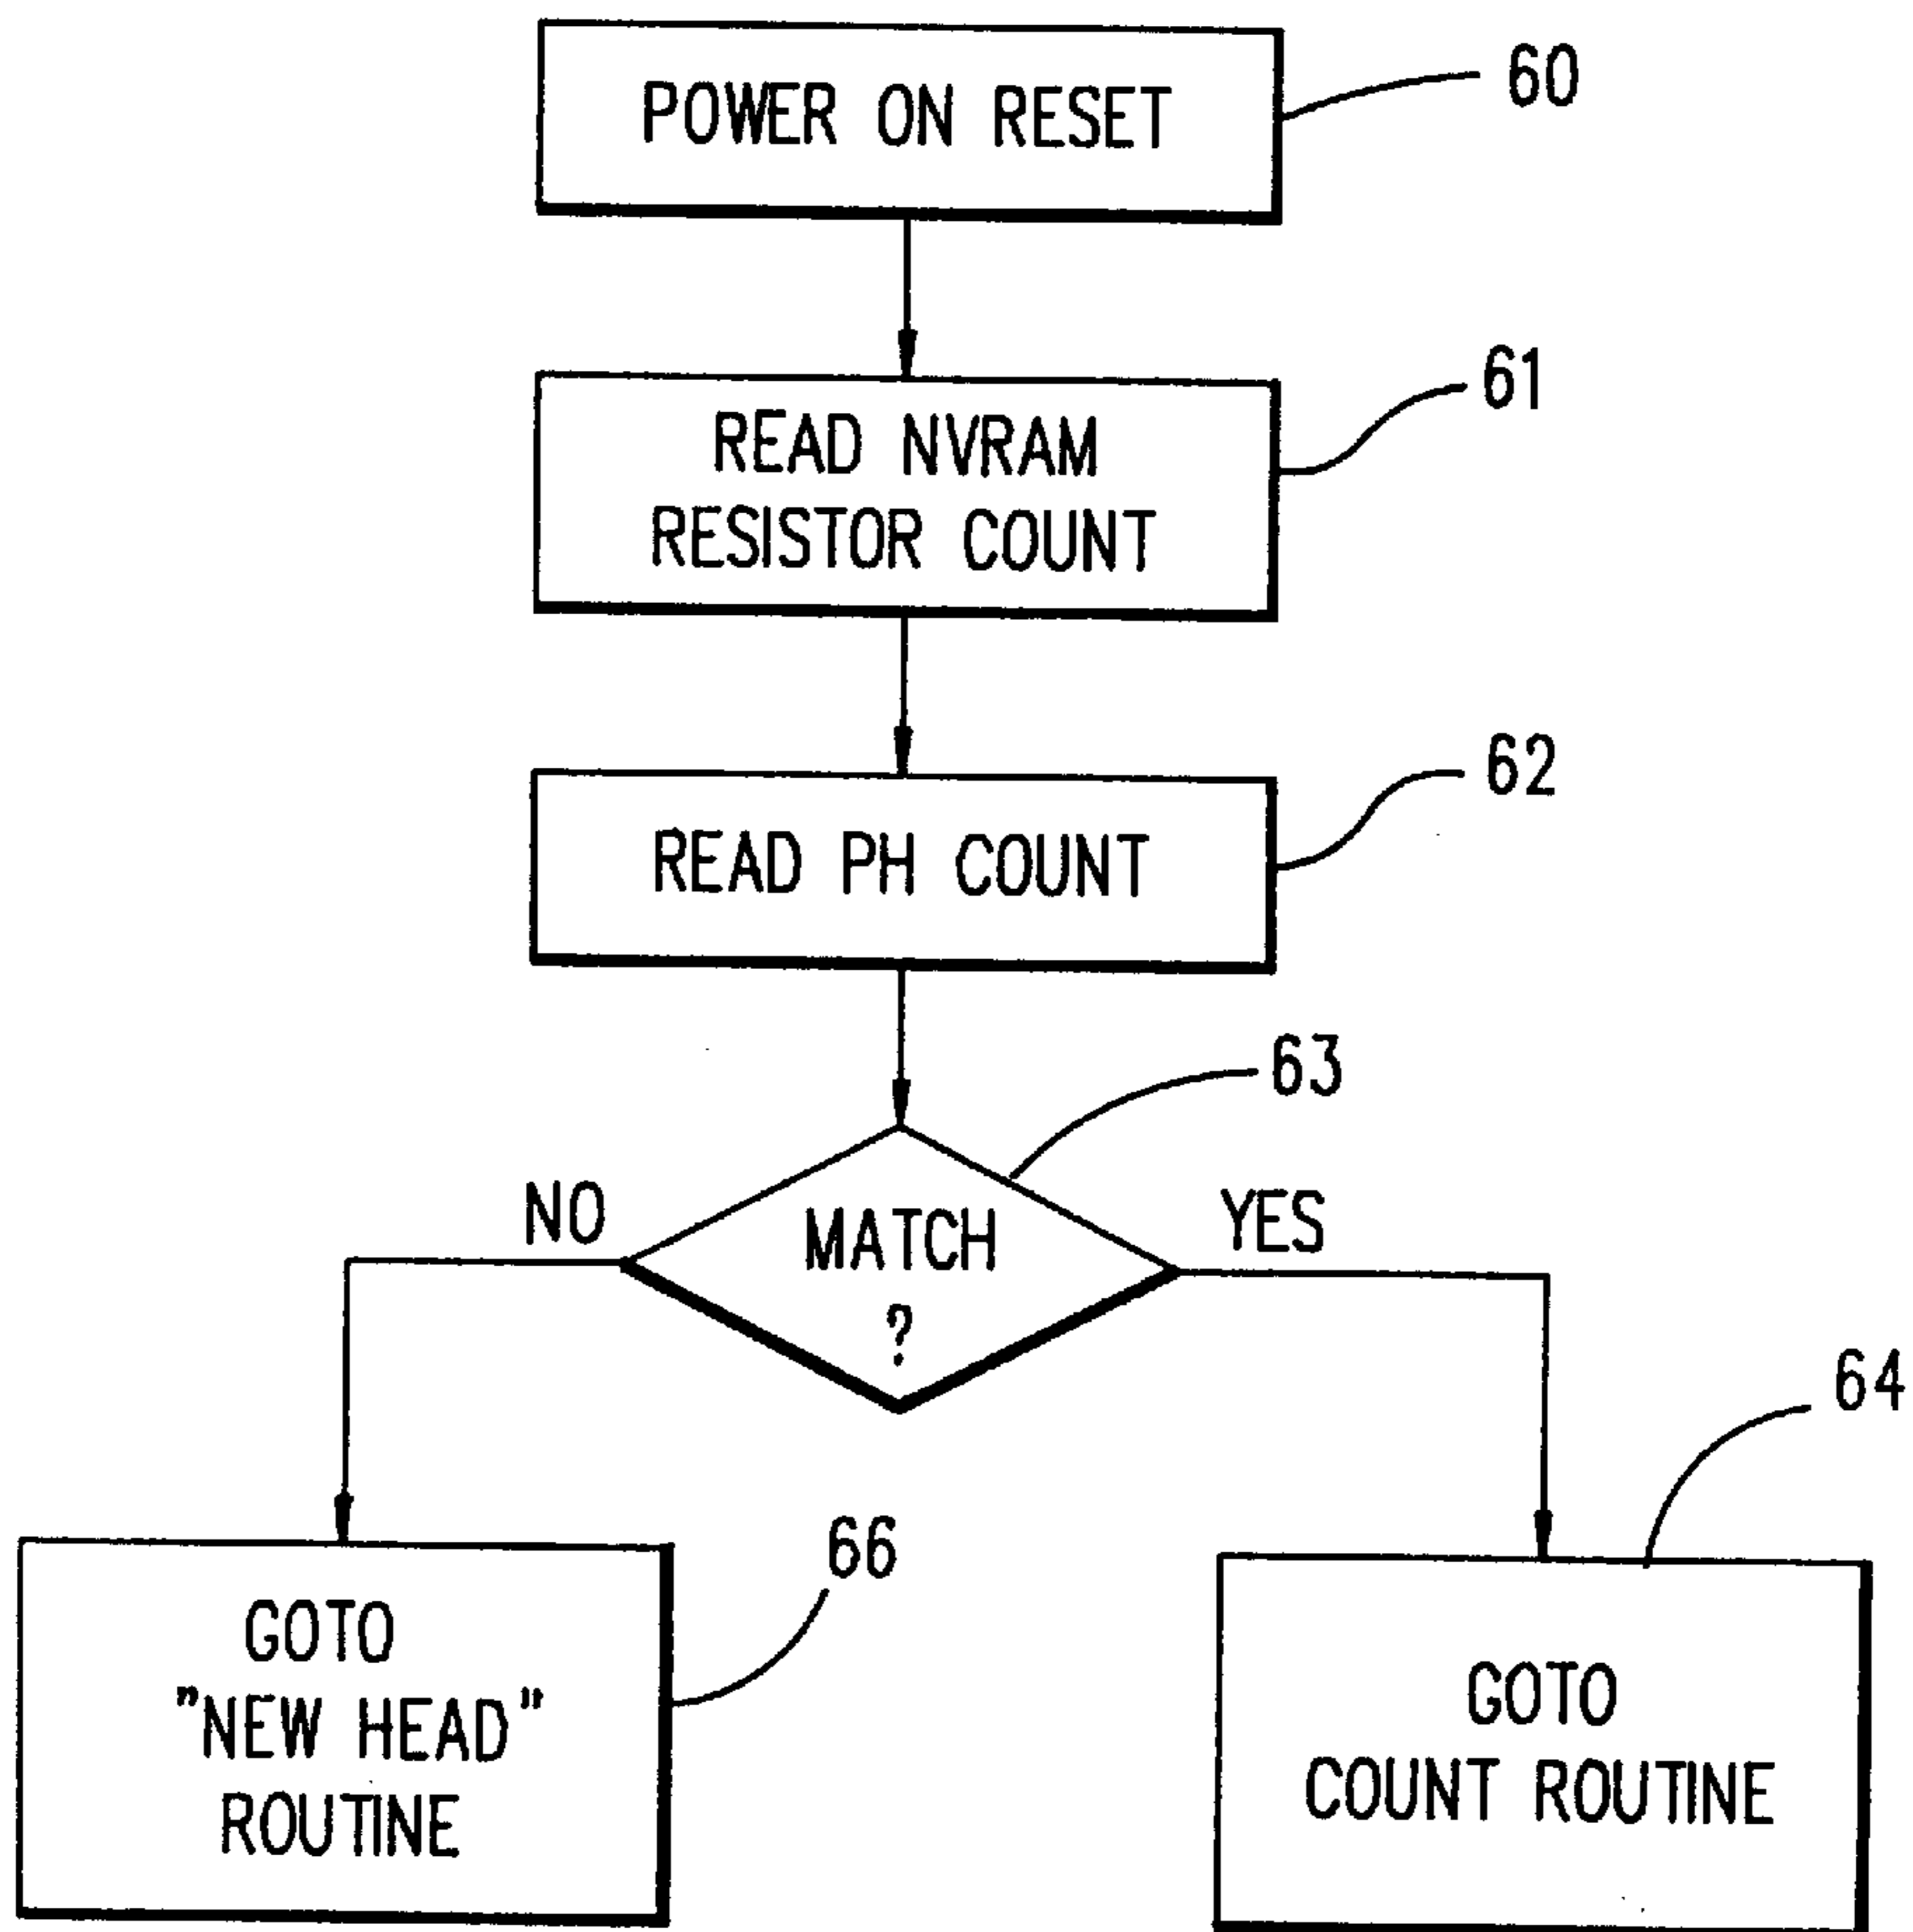 POWER ON RESET
60
READ NVRAM
RESISTOR COUNT
61
READ PH COUNT
62
63
NO
MATCH
?
YES
64
66
GOTO
"NEW HEAD"
ROUTINE
GOTO
COUNT ROUTINE